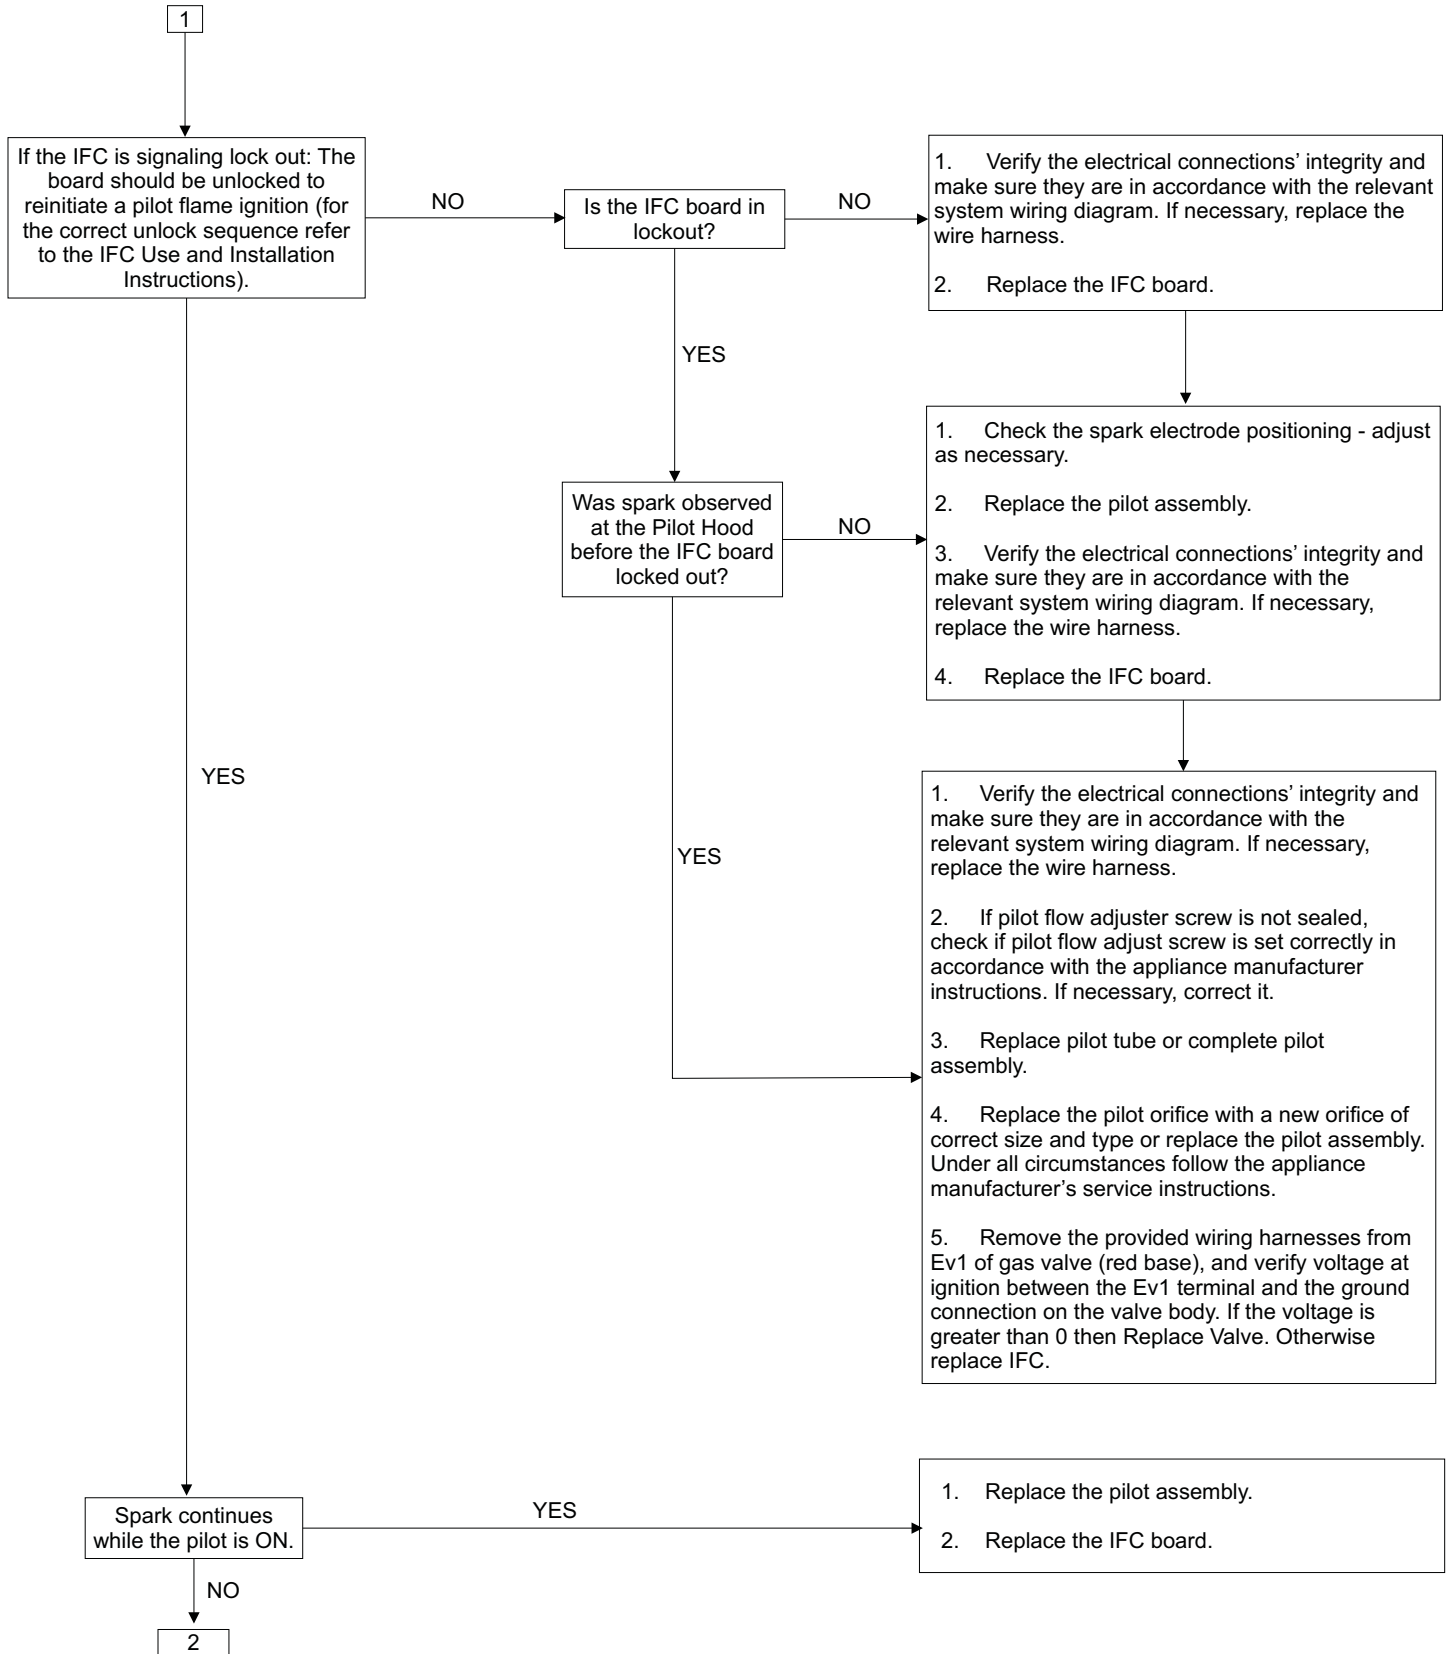 1
If the IFC is signaling lock out: The
board should be unlocked to
reinitiate a pilot flame ignition (for
the correct unlock sequence refer
to the IFC Use and Installation
Instructions).
NO
Is the IFC board in
lockout?
NO
1. Verify the electrical connections’ integrity and
make sure they are in accordance with the relevant
system wiring diagram. If necessary, replace the
wire harness.
2. Replace the IFC board.
YES
Was spark observed
at the Pilot Hood
before the IFC board
locked out?
NO
1. Check the spark electrode positioning - adjust
as necessary.
2. Replace the pilot assembly.
3. Verify the electrical connections’ integrity and
make sure they are in accordance with the
relevant system wiring diagram. If necessary,
replace the wire harness.
4. Replace the IFC board.
YES
YES
1. Verify the electrical connections’ integrity and
make sure they are in accordance with the
relevant system wiring diagram. If necessary,
replace the wire harness.
2. If pilot flow adjuster screw is not sealed,
check if pilot flow adjust screw is set correctly in
accordance with the appliance manufacturer
instructions. If necessary, correct it.
3. Replace pilot tube or complete pilot
assembly.
4. Replace the pilot orifice with a new orifice of
correct size and type or replace the pilot assembly.
Under all circumstances follow the appliance
manufacturer’s service instructions.
5. Remove the provided wiring harnesses from
Ev1 of gas valve (red base), and verify voltage at
ignition between the Ev1 terminal and the ground
connection on the valve body. If the voltage is
greater than 0 then Replace Valve. Otherwise
replace IFC.
Spark continues
while the pilot is ON.
YES
1. Replace the pilot assembly.
2. Replace the IFC board.
NO
2